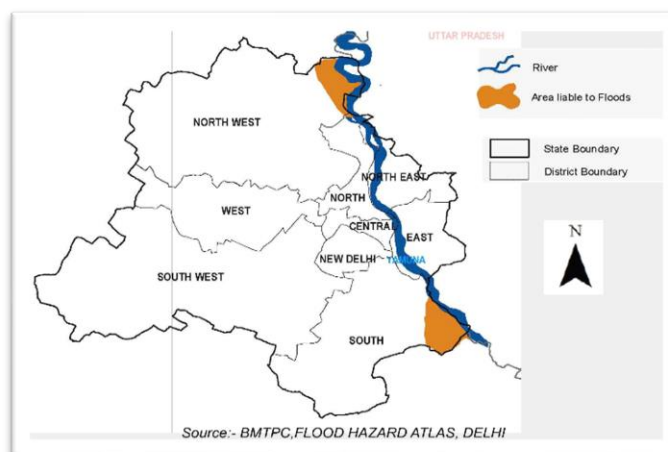 UTTAR PRADESH
River
Area liable to Floods
NORTH WEST
State Boundary
District Boundary
NORTH EAST
NORTH
WEST
CENTRAL
EAST
N
NEW DELHI
YAMUNA
SOUTH WEST
SOUTH
Source:- BMTPC,FLOOD HAZARD ATLAS, DELHI